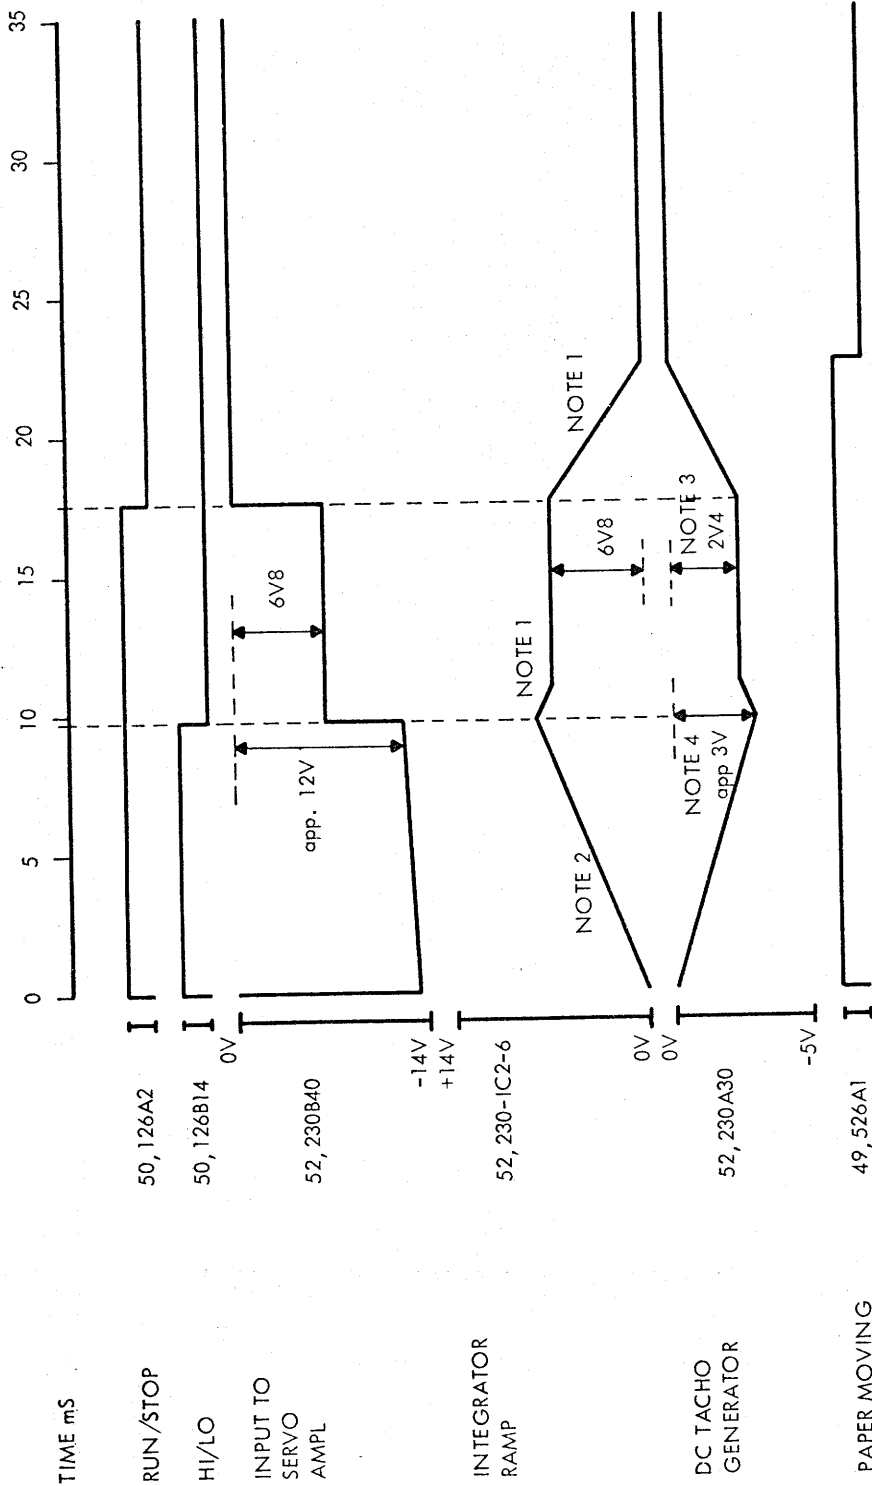 TIME mS
0
5
10
15
20
25
30
35
RUN/STOP
50,126A2
HI/LO
50,126B14
INPUT TO
SERVO
AMPL
52,230B40
0V
-14V
app. 12V
6V8
INTEGRATOR
RAMP
52,230-IC2-6
+14V
0V
NOTE 2
NOTE 1
6V8
NOTE 1
DC TACHO
GENERATOR
52,230A30
0V
-5V
NOTE 4
app 3V
NOTE 3
2V4
PAPER MOVING
49,526A1